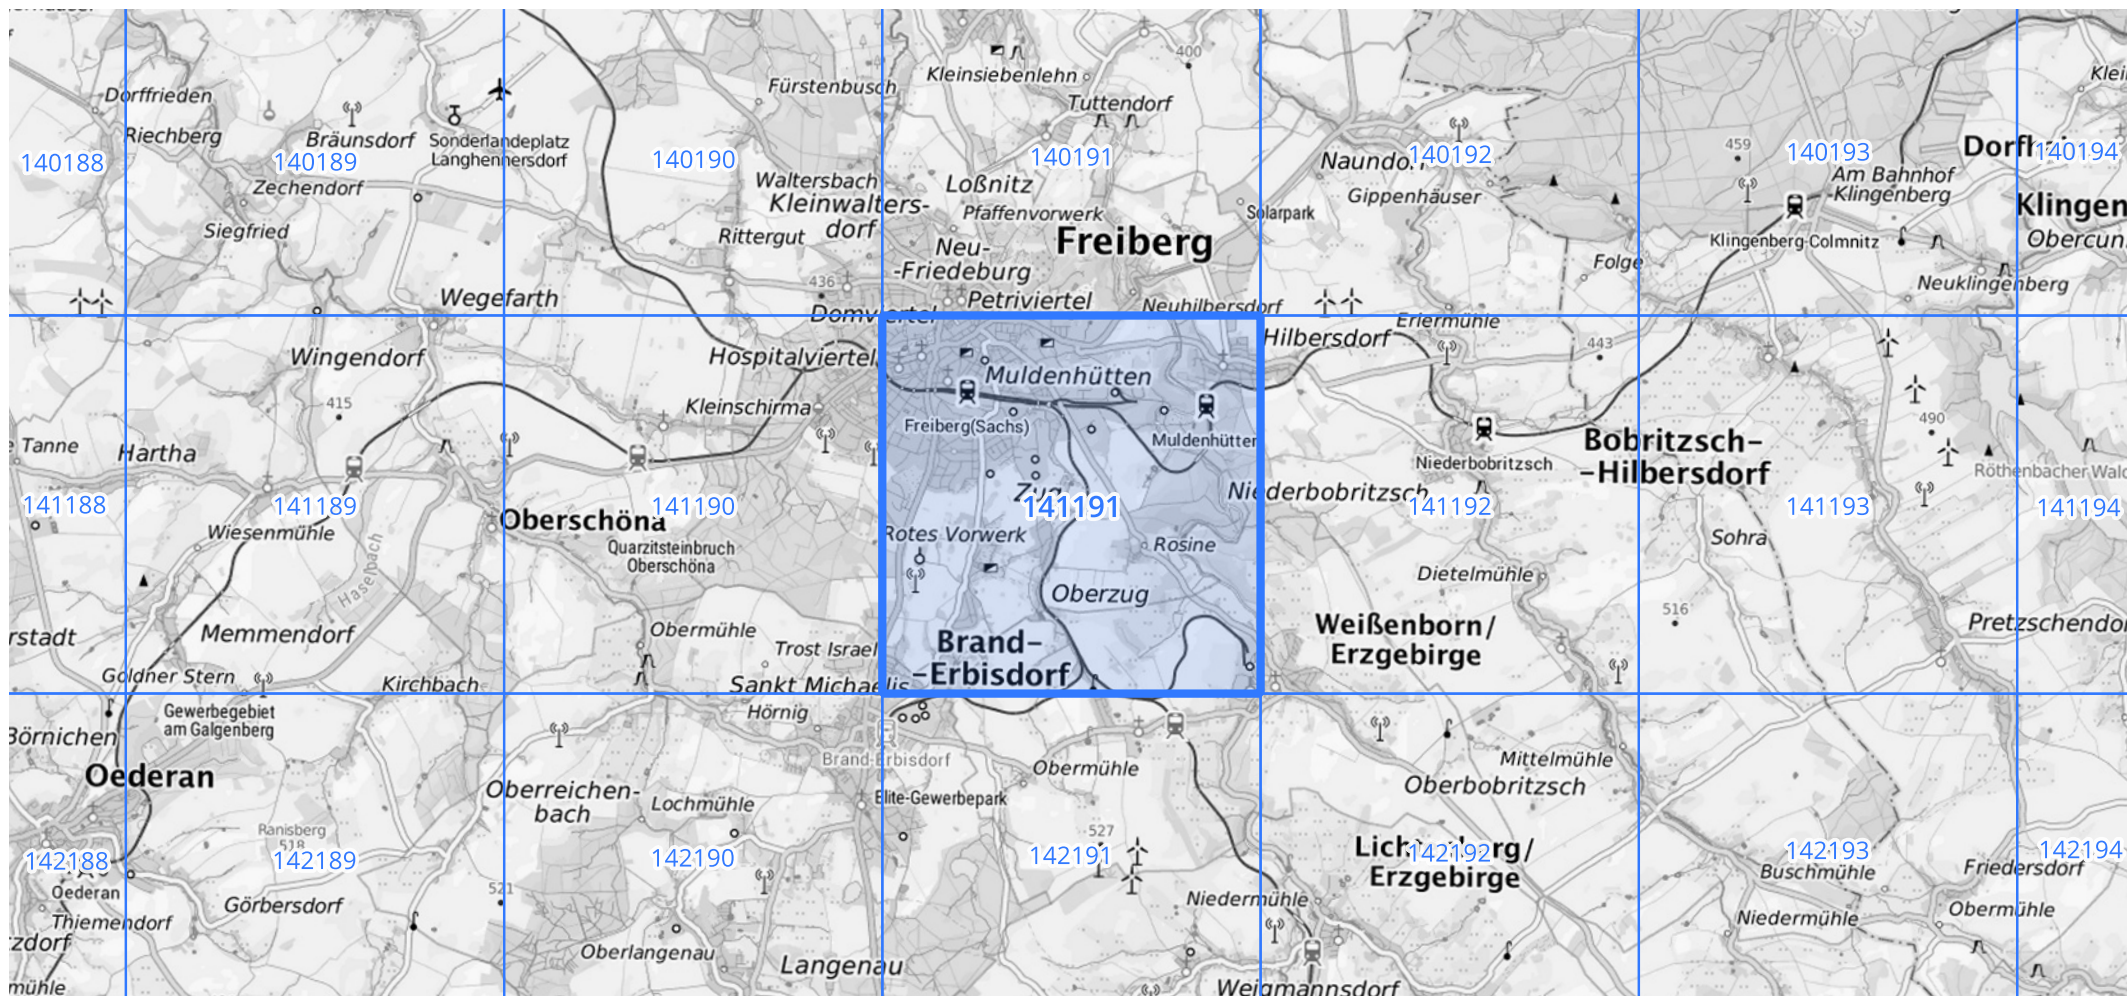 400
Kleinsiebenlehn
Fürstenbusch
Dorffrieden
Tuttendorf
Riechberg
Bräunsdorf
Sonderlandeplatz
Langhennersdorf
459
Dorfha
140188
140189
140190
140191
140192
140193
140194
Naundorf
Am Bahnhof
Klingenberg
Zechendorf
Waltersbach
Loßnitz
Gippenhäuser
Kleinwalters-
dorf
Pfaffenvorwerk
Solarpark
Klingen
Siegfried
Rittergut
Neu-
-Friedeburg
Freiberg
Klingenberg-Colmnitz
Obercun
Folge
436
Neuklingenberg
Wegefarth
Petriviertel
Neuhilbersdorf
Domviertel
Erlermühle
Hilbersdorf
443
Wingendorf
Hospitalviertel
Muldenhütten
415
Kleinschirma
Freiberg(Sachs)
Muldenhütten
490
Tanne
Hartha
Niederbobritzsch
Bobritzsch-
-Hilbersdorf
Röthenbacher Wald
141188
141189
141190
Zug
141191
Niederbobritzsch
141192
141193
141194
Wiesenmühle
Oberschöna
Quarzitsteinbruch
Oberschöna
Rotes Vorwerk
Rosine
Sohra
Haselbach
Dietelmühle
Oberzug
516
rstadt
Memmendorf
Obermühle
Weißenborn/
Erzgebirge
Pretzschendor
Trost Israel
Brand-
-Erbisdorf
Goldner Stern
Kirchbach
Sankt Michaelis
Gewerbegebiet
am Galgenberg
Hörnig
Börnichen
Brand-Erbisdorf
Obermühle
Mittelmühle
Oederan
Oberreichen-
bach
Lochmühle
Elite-Gewerbepark
Oberbobritzsch
Ranisberg
518
527
Lichtenberg/
Erzgebirge
142188
142189
142190
142191
142192
142193
142194
Oederan
521
Buschmühle
Friedersdorf
Görbersdorf
Niedermühle
Obermühle
Thiemendorf
Niedermühle
tzdorf
Oberlangenau
Langenau
mühle
Weigmannsdorf